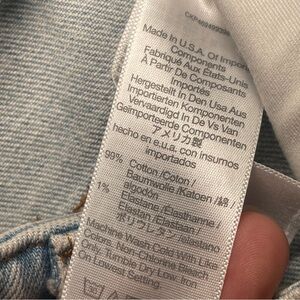 Made In U.S.A. Of Import
Components
Fabriqué Aux États-Unis
À Partir De Composants
Importés
Hergestellt In Den Usa Aus
Importierten Komponenten
Vervaardigd In De Vs Van
Geïmporteerde Componenten
アメリカ製
hecho en e.u.a. con insumos
importados
99% Cotton /Coton /
Baumwolle /Katoen /綿 /
algodón
1% Elastane /Elasthanne /
Elastan /Elastaan /
ポリウレタン /elastano
Machine Wash Cold With Like
Colors
Only. Non-Chlorine Bleach
Tumble Dry Low. Iron
On Lowest Setting.